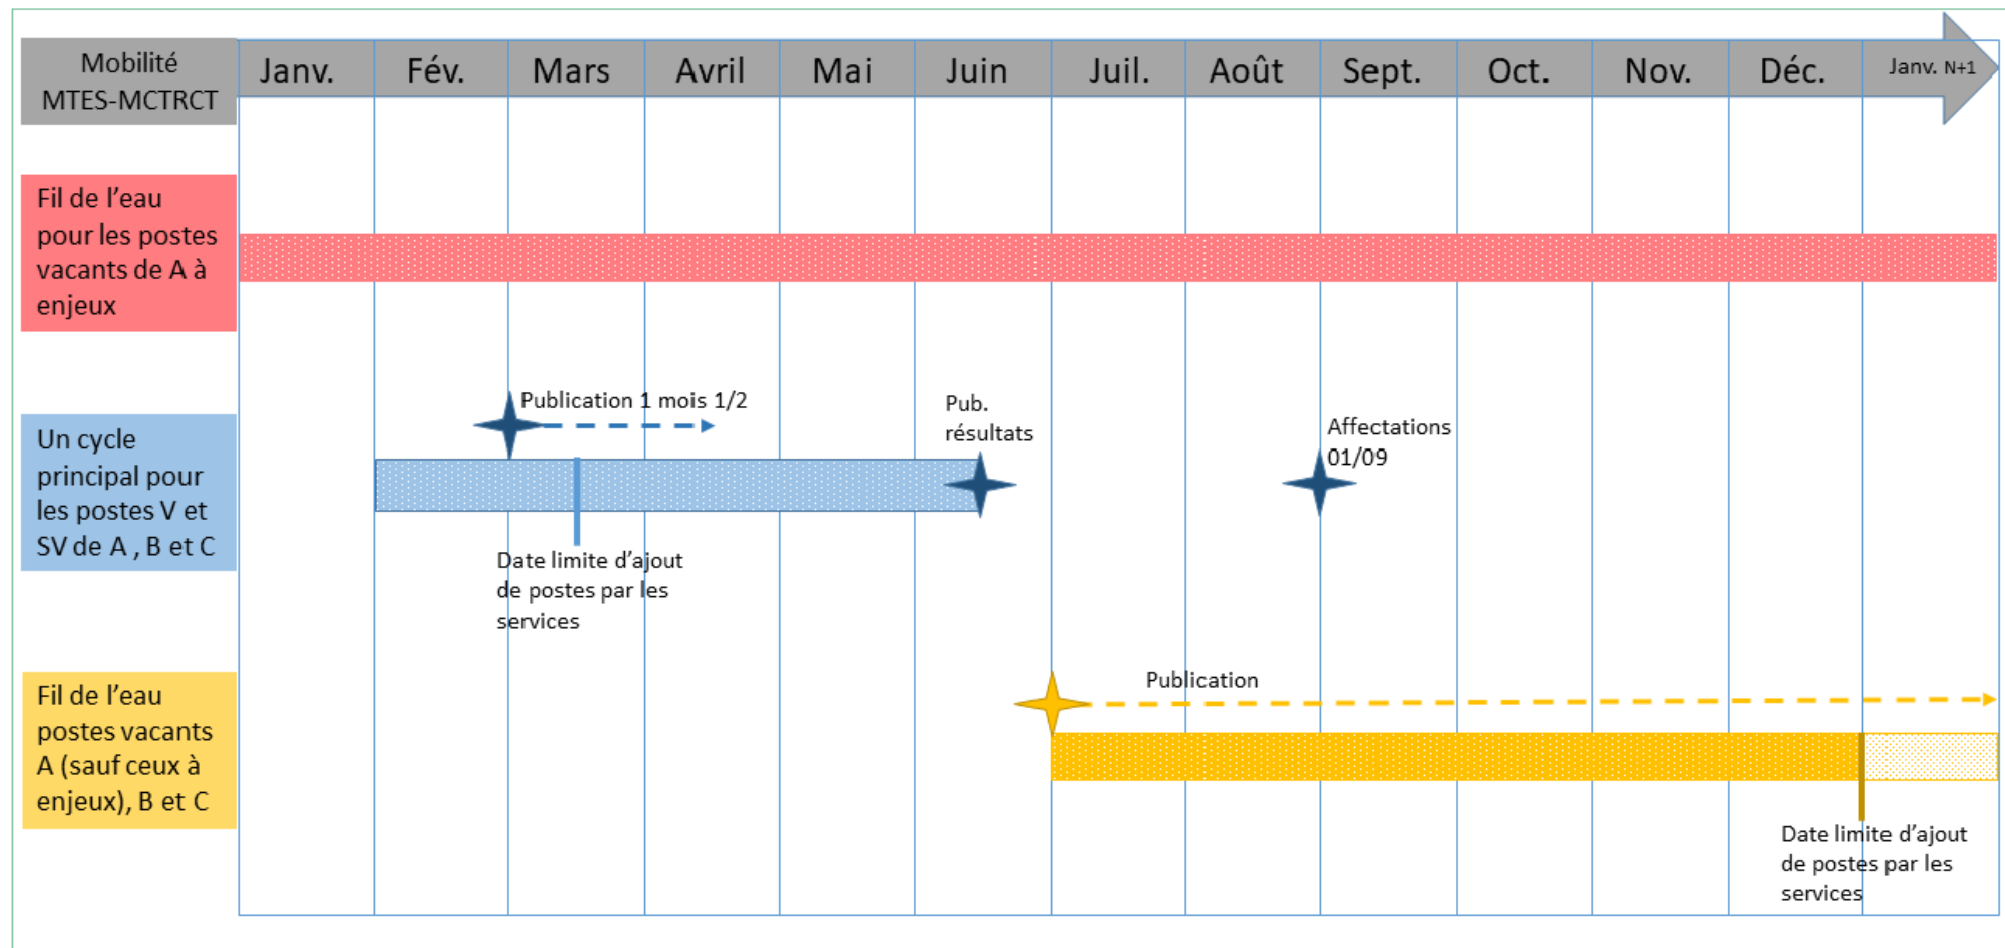 Mobilité
MTES-MCTRCT
Janv.
Fév.
Mars
Avril
Mai
Juin
Juil.
Août
Sept.
Oct.
Nov.
Déc.
Janv. N+1
Fil de l'eau
pour les postes
vacants de A à
enjeux
Un cycle
principal pour
les postes V et
SV de A , B et C
Publication 1 mois 1/2
Pub.
résultats
Affectations
01/09
Date limite d'ajout
de postes par les
services
Fil de l'eau
postes vacants
A (sauf ceux à
enjeux), B et C
Publication
Date limite d'ajout
de postes par les
services